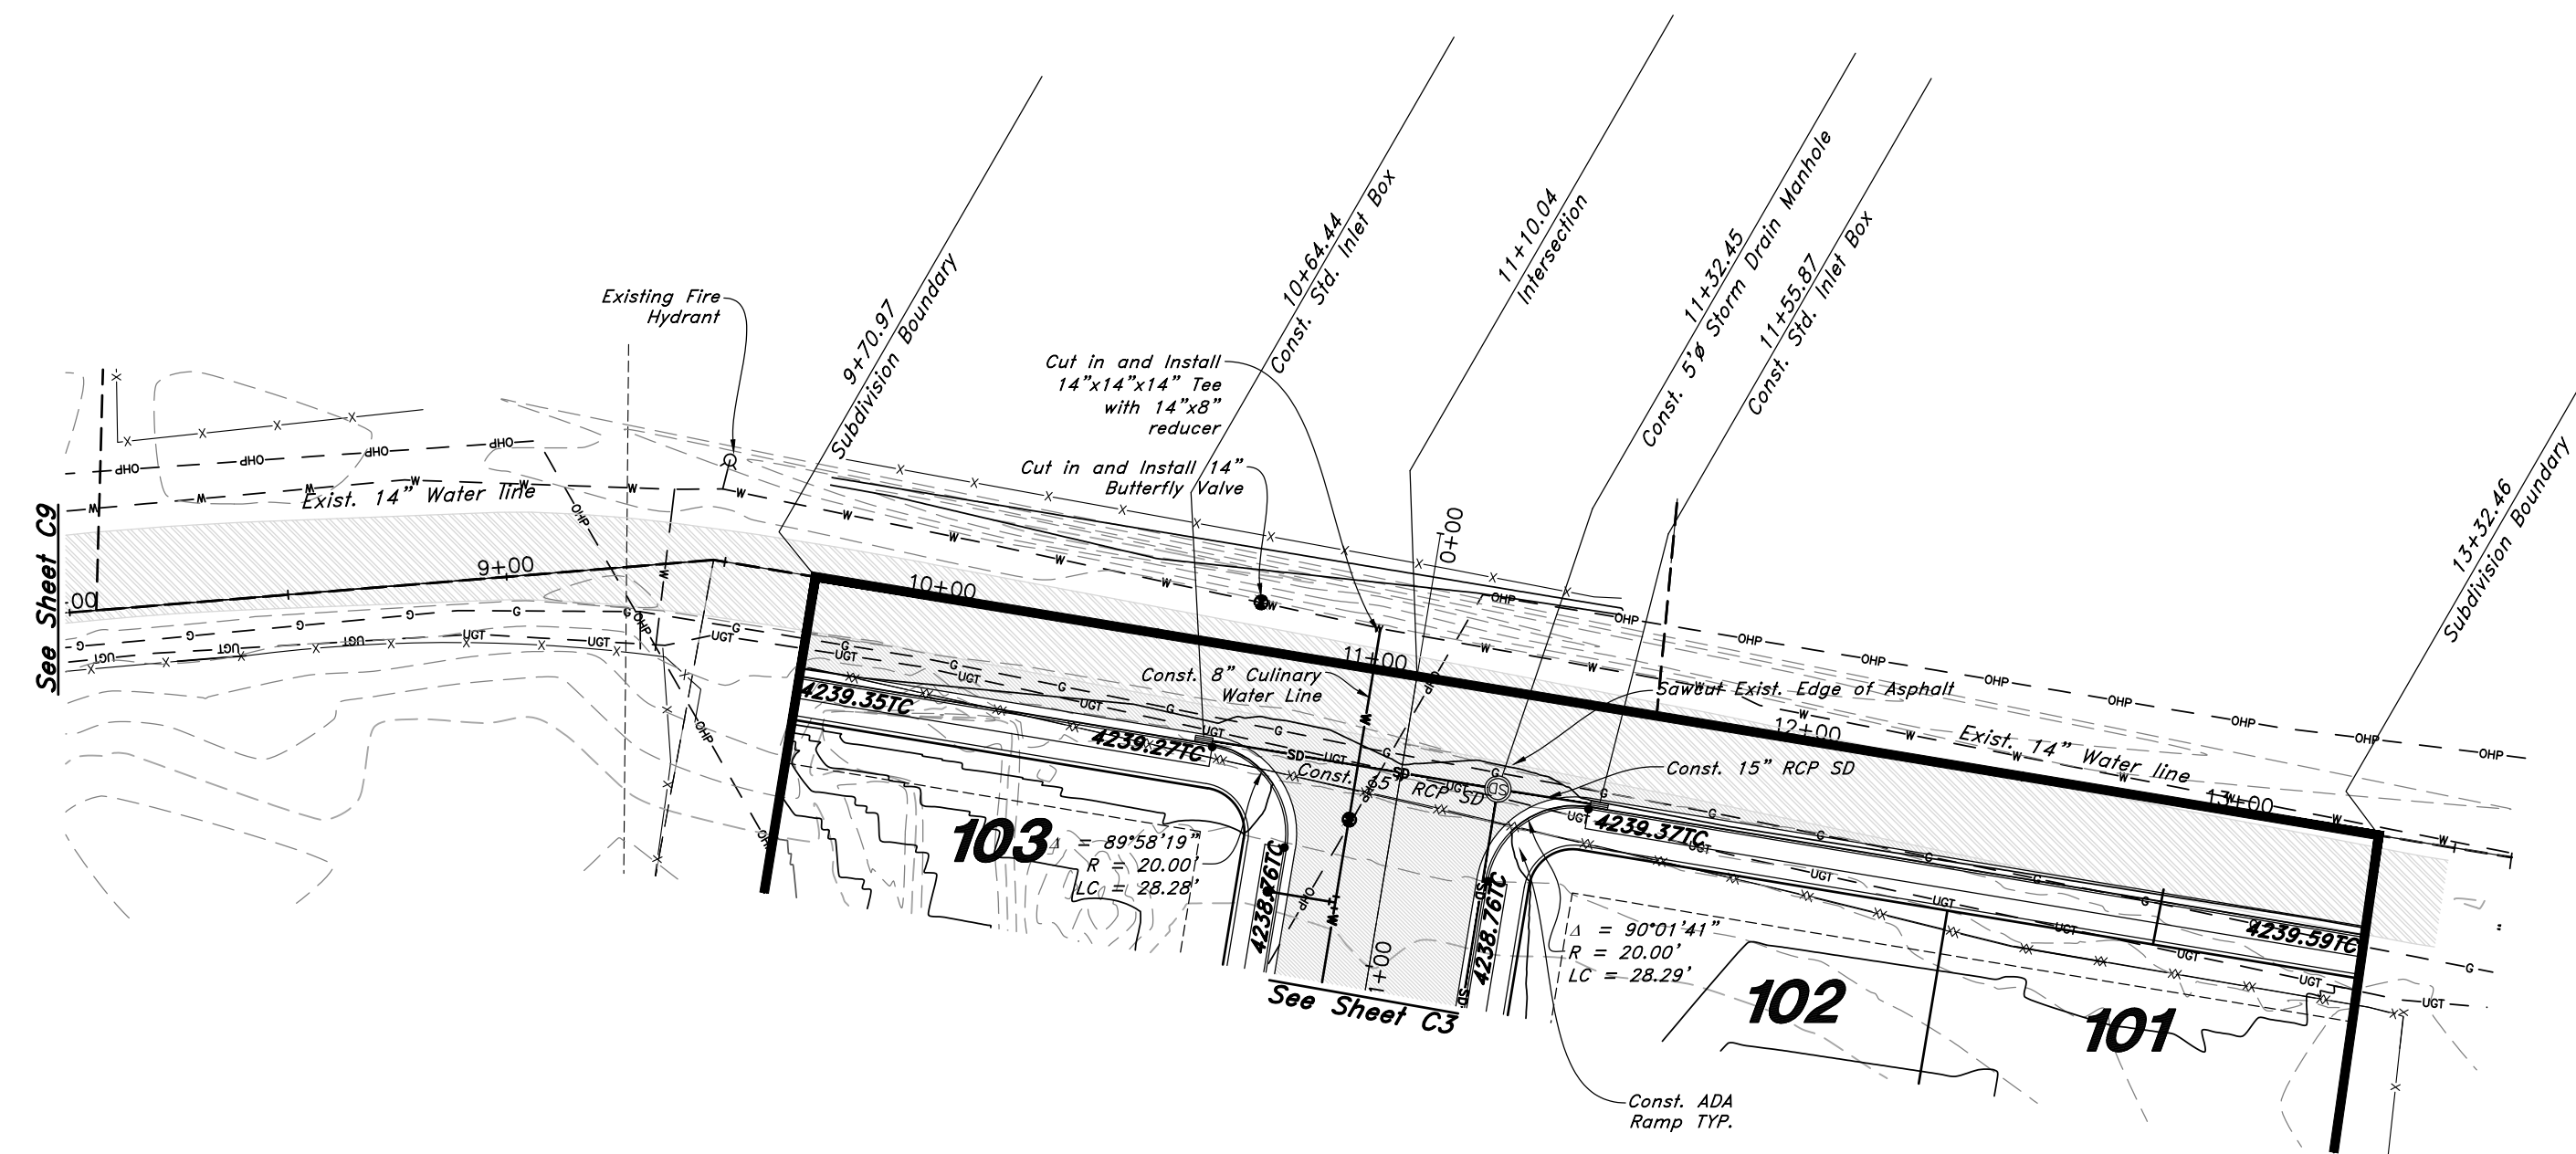 9+70.97
Subdivision Boundary
10+64.44
Const. Std. Inlet Box
11+10.04
Intersection
11+32.45
Const. 5'ø Storm Drain Manhole
11+55.87
Const. Std. Inlet Box
13+32.46
Subdivision Boundary
Existing Fire
Hydrant
Cut in and Install
14"x14"x14" Tee
with 14"x8"
reducer
Cut in and Install 14"
Butterfly Valve
Exist. 14" Water line
See Sheet C9
00
9+00
10+00
11+00
12+00
13+00
0+00
1+00
Const. 8" Culinary
Water Line
Sawcut Exist. Edge of Asphalt
Exist. 14" Water line
Const. 15" RCP SD
Const. 15" RCP SD
4239.35TC
4239.27TC
4239.37TC
4239.59TC
4238.76TC
4238.76TC
103
Δ = 89°58'19"
R = 20.00'
LC = 28.28'
Δ = 90°01'41"
R = 20.00'
LC = 28.29'
102
101
See Sheet C3
Const. ADA
Ramp TYP.
OHP
W
G
UGT
SD
X
XX